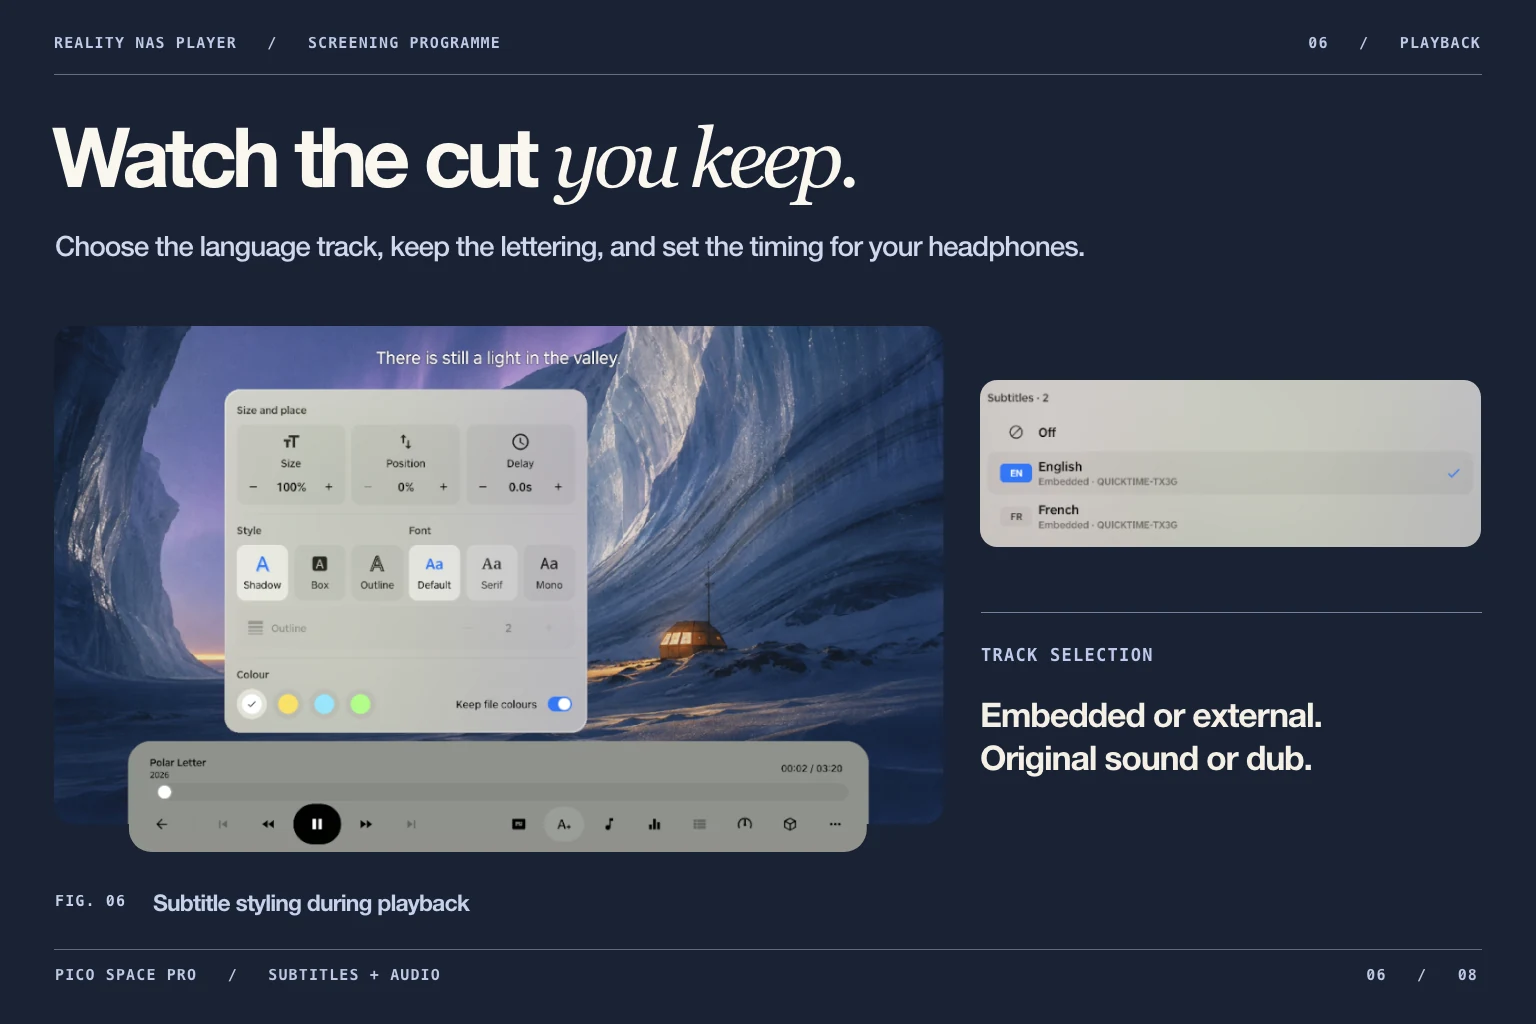 REALITY NAS PLAYER / SCREENING PROGRAMME
06 / PLAYBACK
Watch the cut you keep.
Choose the language track, keep the lettering, and set the timing for your headphones.
There is still a light in the valley.
Size and place
Size
Position
Delay
− 100% +
− 0% +
− 0.0s +
Style
Font
Shadow
Box
Outline
Aa
Default
Aa
Serif
Aa
Mono
Outline
− 2 +
Colour
Keep file colours
Polar Letter
2026
00:02 / 03:20
Subtitles · 2
Off
EN
English
Embedded · QUICKTIME-TX3G
FR
French
Embedded · QUICKTIME-TX3G
TRACK SELECTION
Embedded or external.
Original sound or dub.
FIG. 06 Subtitle styling during playback
PICO SPACE PRO / SUBTITLES + AUDIO
06 / 08